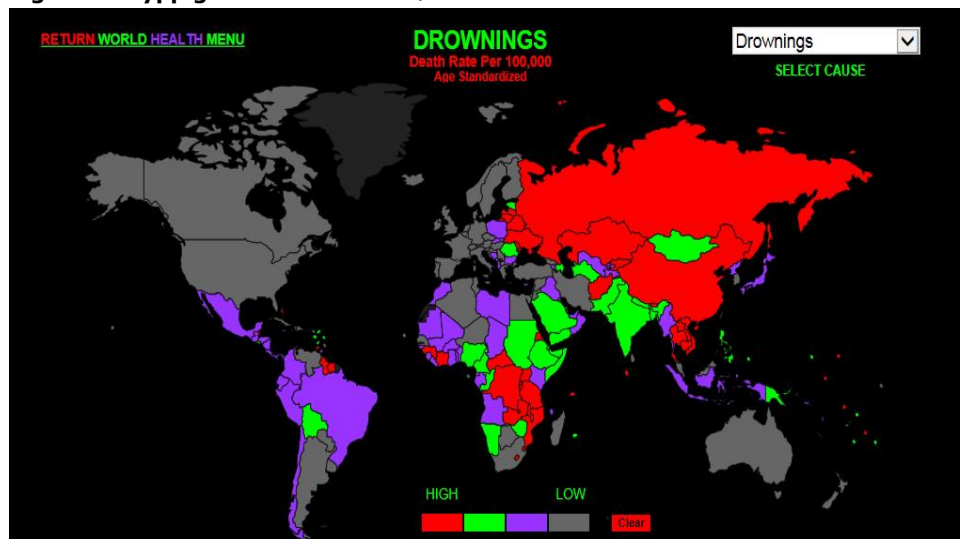 RETURN WORLD HEALTH MENU
DROWNINGS
Death Rate Per 100,000
Age Standardized
Drownings
SELECT CAUSE
HIGH LOW
Clear